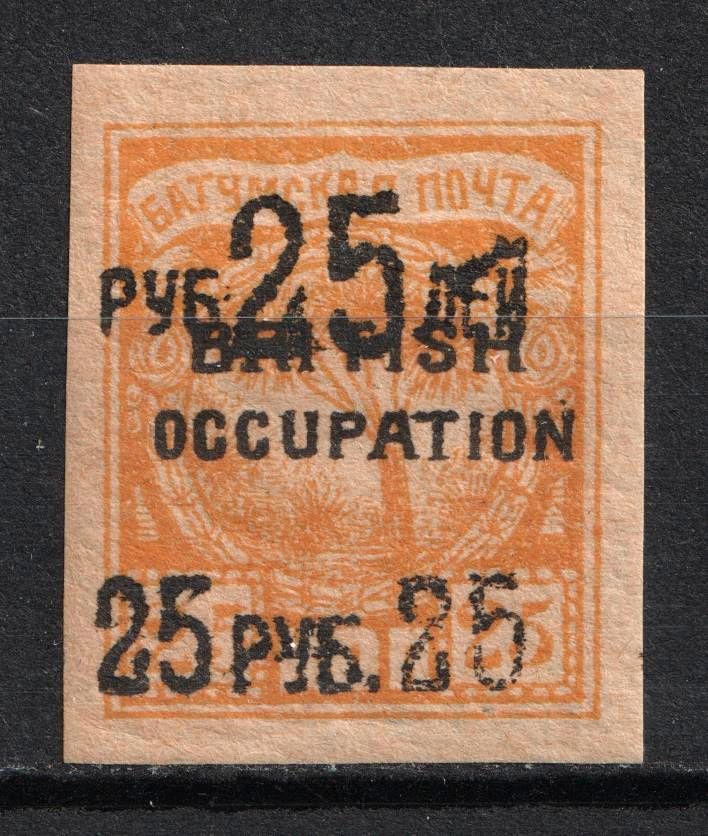 БАТУМСКАЯ ПОЧТА
РУБ. 25 ЛЕЙ
BRITISH
OCCUPATION
25 РУБ. 25